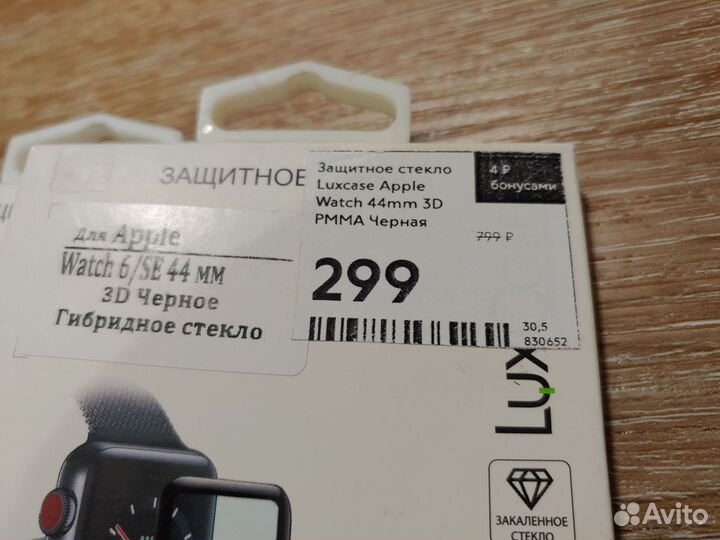 ЗАЩИТНОЕ
Защитное стекло
Luxcase Apple
Watch 44mm 3D
PMMA Черная
4 ₽
бонусами
799 ₽
299
30,5
830652
для Apple
Watch 6/SE 44 мм
3D Черное
Гибридное стекло
LUX
ЗАКАЛЕННОЕ
СТЕКЛО
Avito